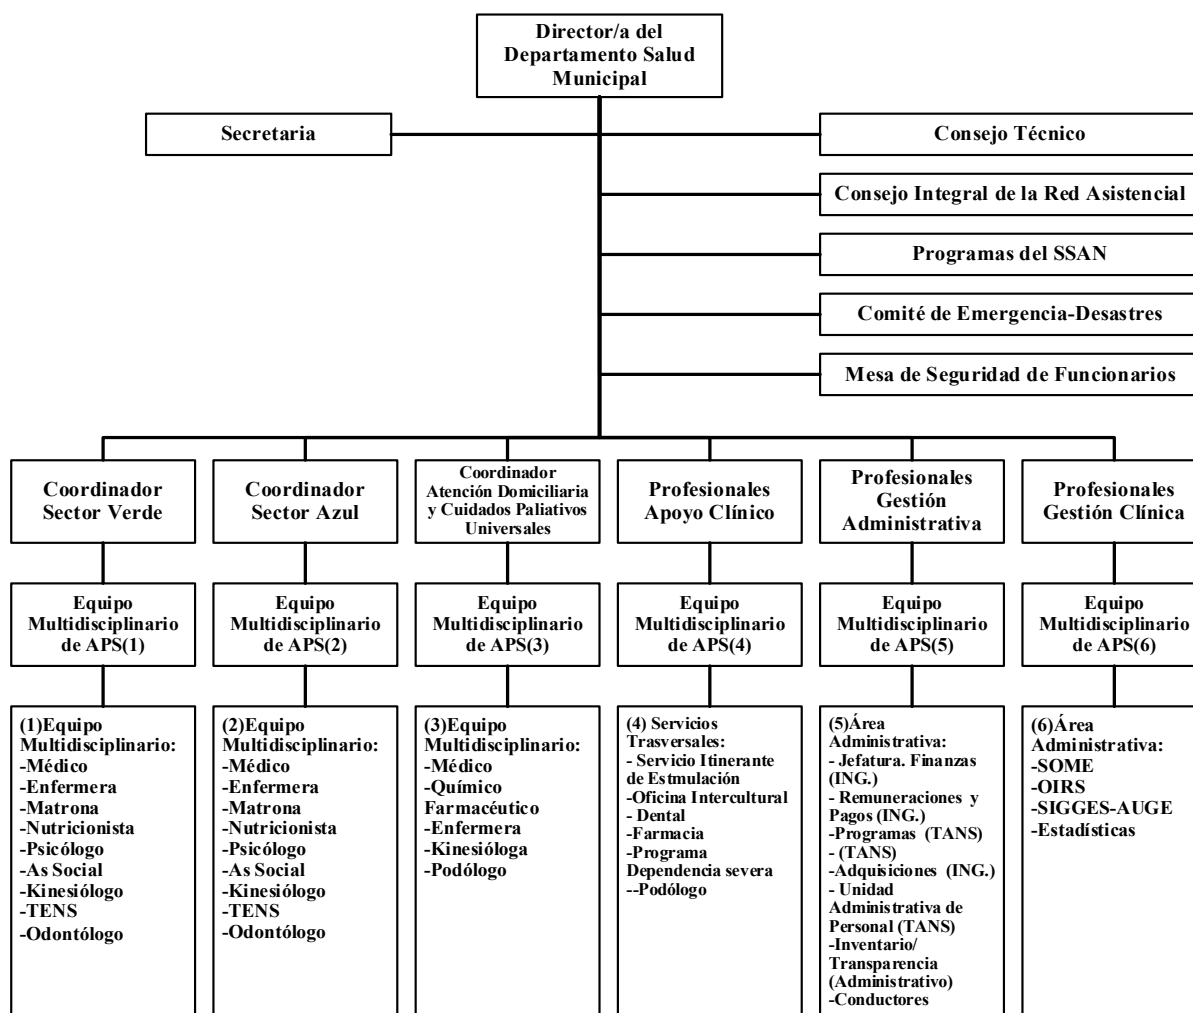 Director/a del
Departamento Salud
Municipal
Secretaria
Consejo Técnico
Consejo Integral de la Red Asistencial
Programas del SSAN
Comité de Emergencia-Desastres
Mesa de Seguridad de Funcionarios
Coordinador
Sector Verde
Coordinador
Sector Azul
Coordinador
Atención Domiciliaria
y Cuidados Paliativos
Universales
Profesionales
Apoyo Clínico
Profesionales
Gestión
Administrativa
Profesionales
Gestión Clínica
Equipo
Multidisciplinario
de APS(1)
Equipo
Multidisciplinario
de APS(2)
Equipo
Multidisciplinario
de APS(3)
Equipo
Multidisciplinario
de APS(4)
Equipo
Multidisciplinario
de APS(5)
Equipo
Multidisciplinario
de APS(6)
(1)Equipo
Multidisciplinario:
-Médico
-Enfermera
-Matrona
-Nutricionista
-Psicólogo
-As Social
-Kinesiólogo
-TENS
-Odontólogo
(2)Equipo
Multidisciplinario:
-Médico
-Enfermera
-Matrona
-Nutricionista
-Psicólogo
-As Social
-Kinesiólogo
-TENS
-Odontólogo
(3)Equipo
Multidisciplinario:
-Médico
-Químico
Farmacéutico
-Enfermera
-Kinesióloga
-Podólogo
(4) Servicios
Trasversales:
- Servicio Itinerante
de Estmulación
-Oficina Intercultural
- Dental
-Farmacia
-Programa
Dependencia severa
--Podólogo
(5)Área
Administrativa:
- Jefatura. Finanzas
(ING.)
- Remuneraciones y
Pagos (ING.)
-Programas (TANS)
- (TANS)
-Adquisiciones (ING.)
- Unidad
Administrativa de
Personal (TANS)
-Inventario/
Transparencia
(Administrativo)
-Conductores
(6)Área
Administrativa:
-SOME
-OIRS
-SIGGES-AUGE
-Estadísticas